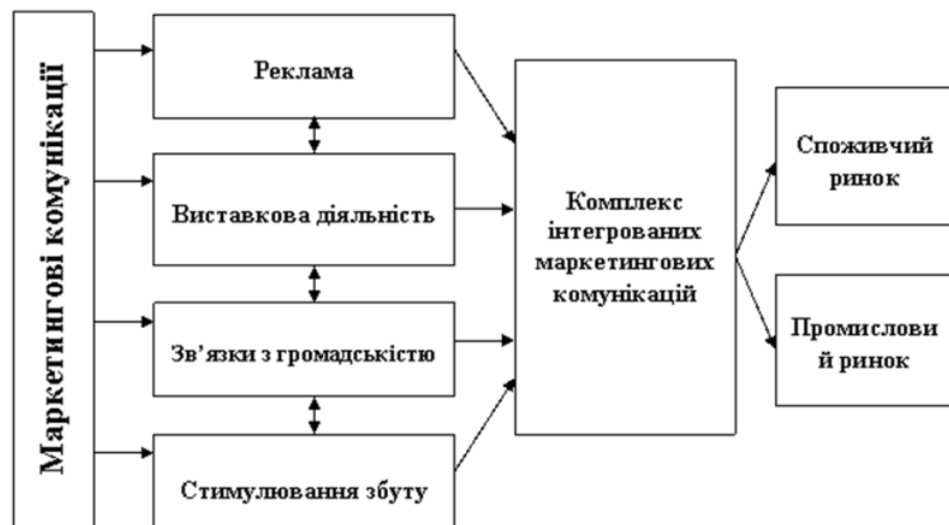 Маркетингові комунікації
Реклама
Виставкова діяльність
Зв’язки з громадськістю
Стимулювання збуту
Комплекс
інтегрованих
маркетингових
комунікацій
Споживчий
ринок
Промислови
й ринок